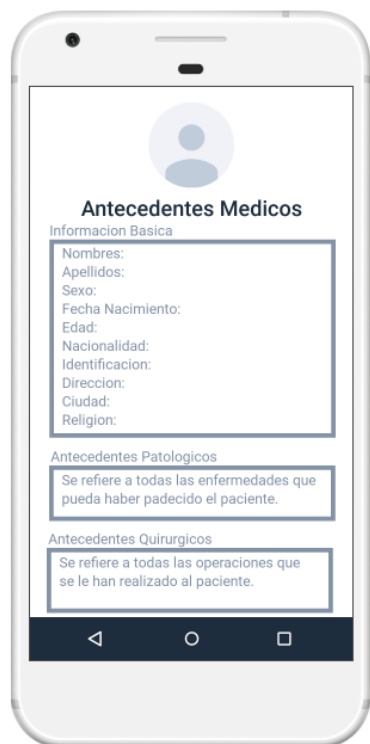 Antecedentes Medicos
Informacion Basica
Nombres:
Apellidos:
Sexo:
Fecha Nacimiento:
Edad:
Nacionalidad:
Identificacion:
Direccion:
Ciudad:
Religion:
Antecedentes Patologicos
Se refiere a todas las enfermedades que
pueda haber padecido el paciente.
Antecedentes Quirurgicos
Se refiere a todas las operaciones que
se le han realizado al paciente.